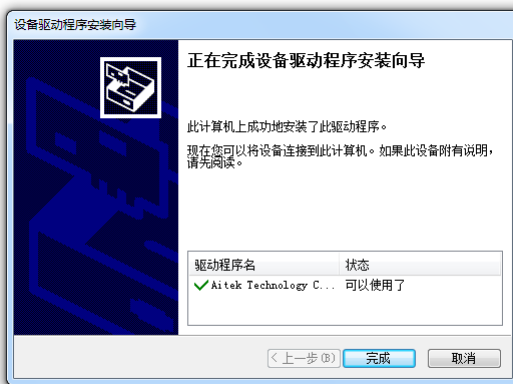 设备驱动程序安装向导
正在完成设备驱动程序安装向导
此计算机上成功地安装了此驱动程序。
现在您可以将设备连接到此计算机。如果此设备附有说明，
请先阅读。
驱动程序名 状态
Aitek Technology C... 可以使用了
< 上一步(B) 完成 取消